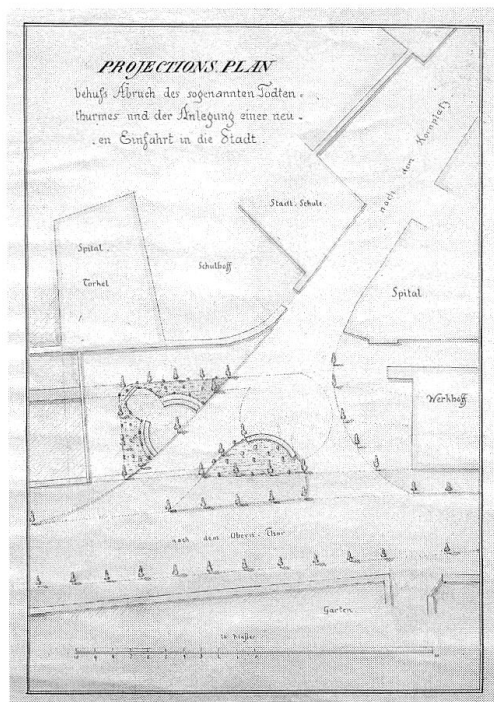 PROJECTIONS PLAN
behufs Abruch des sogenannten Todten-
thurmes und der Anlegung einer neu-
en Einfahrt in die Stadt.
nach dem Kornplatz
Stadt. Schule.
Spital.
Torkel
Schulhoff
Spital.
Werkhoff
nach dem Obern-Thor
Garten.
Klafter